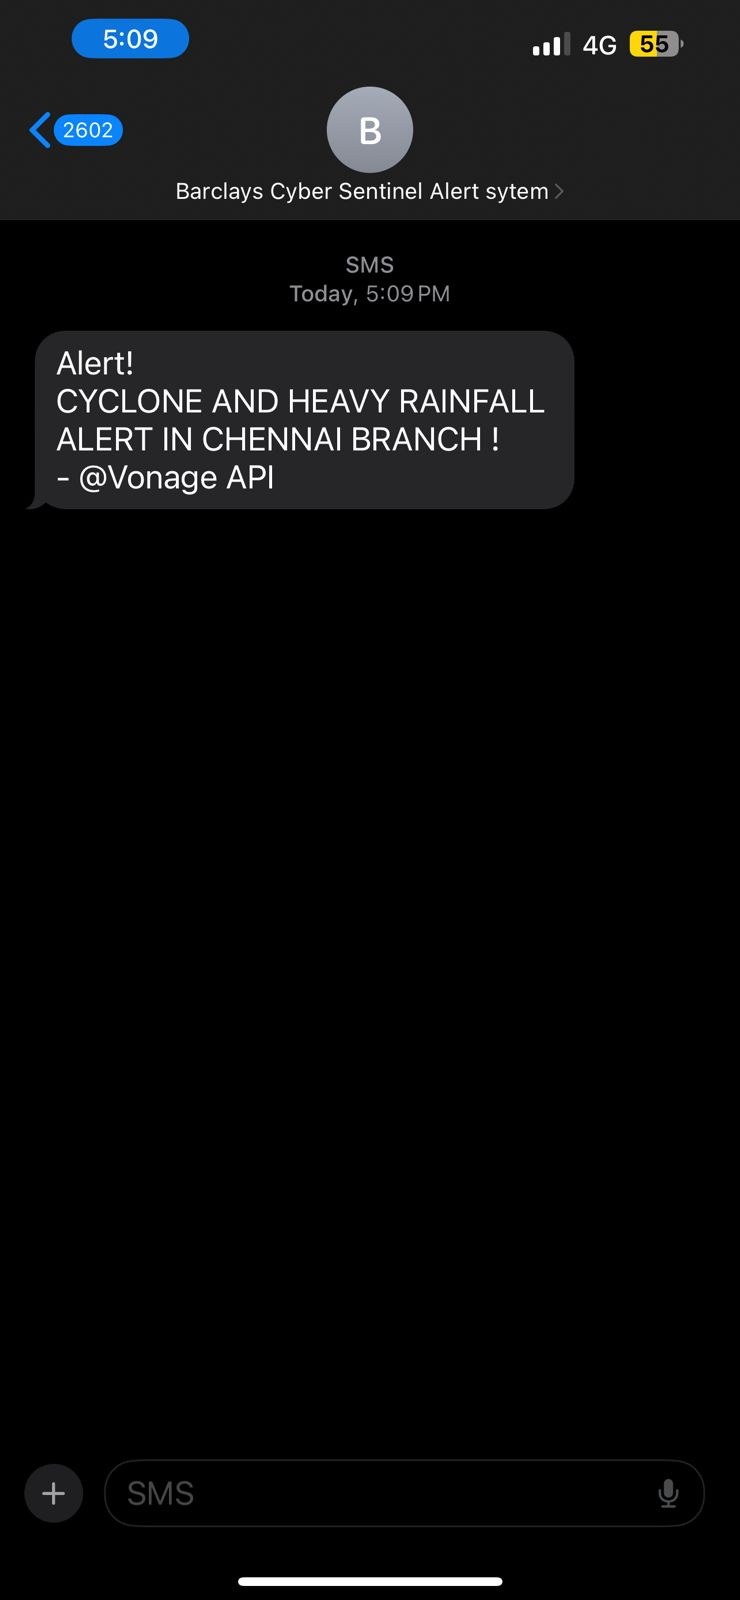 5:09
4G 55
2602
B
Barclays Cyber Sentinel Alert sytem
SMS
Today, 5:09 PM
Alert!
CYCLONE AND HEAVY RAINFALL
ALERT IN CHENNAI BRANCH !
- @Vonage API
SMS